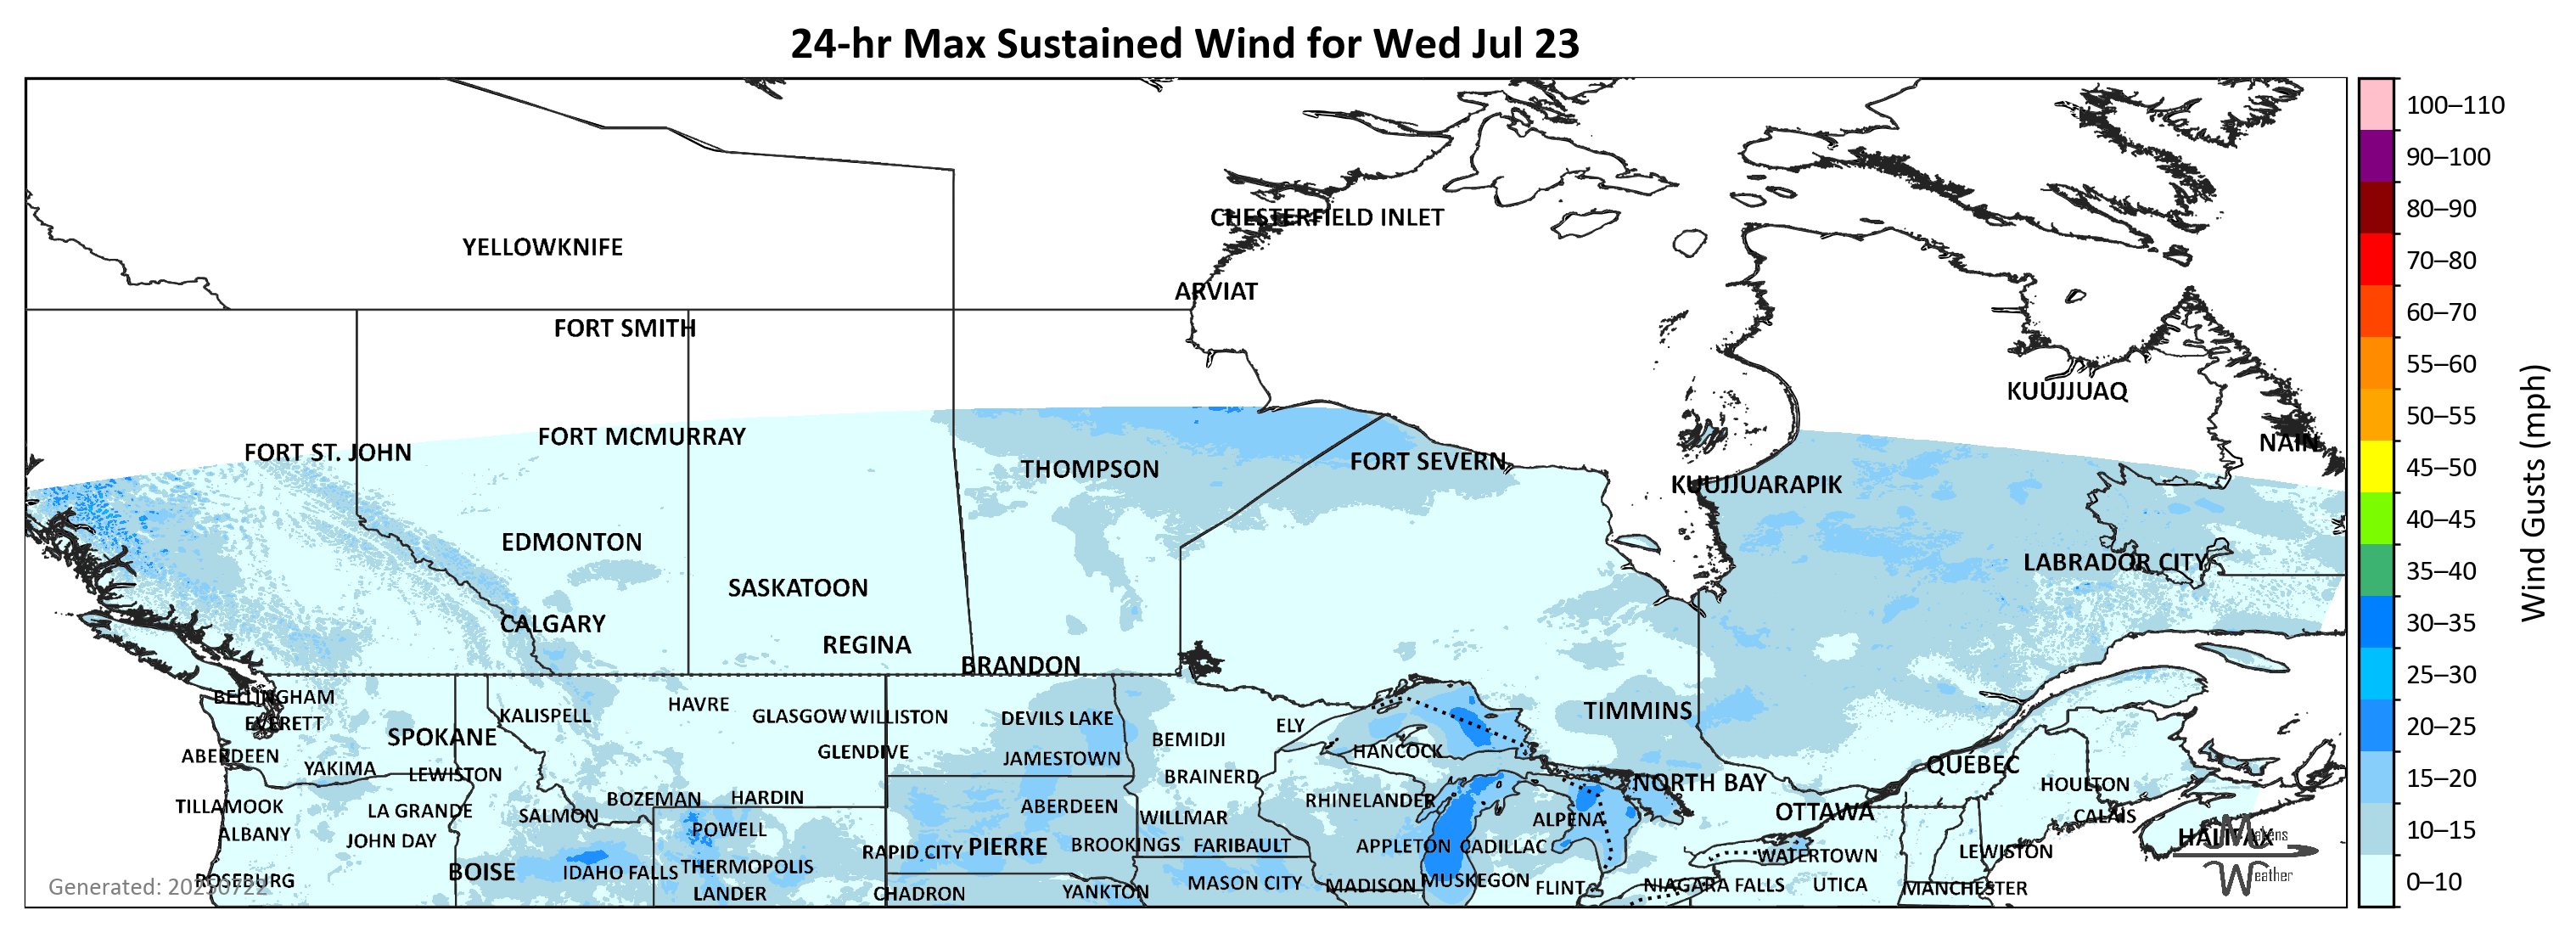 24-hr Max Sustained Wind for Wed Jul 23
CHESTERFIELD INLET
YELLOWKNIFE
ARVIAT
FORT SMITH
KUUJJUAQ
FORT MCMURRAY
NAIN
FORT ST. JOHN
THOMPSON
FORT SEVERN
KUUJJUARAPIK
EDMONTON
LABRADOR CITY
SASKATOON
CALGARY
REGINA
BRANDON
BELLINGHAM
HAVRE
TIMMINS
KALISPELL
GLASGOW
WILLISTON
DEVILS LAKE
EVERETT
ELY
SPOKANE
BEMIDJI
GLENDIVE
HANCOCK
ABERDEEN
JAMESTOWN
QUÉBEC
YAKIMA
LEWISTON
BRAINERD
NORTH BAY
HOULTON
BOZEMAN
HARDIN
RHINELANDER
TILLAMOOK
LA GRANDE
ABERDEEN
SALMON
WILLMAR
OTTAWA
CALAIS
ALPENA
POWELL
ALBANY
HALIFAX
Makens
Weather
JOHN DAY
PIERRE
BROOKINGS
FARIBAULT
APPLETON
CADILLAC
RAPID CITY
LEWISTON
WATERTOWN
THERMOPOLIS
BOISE
IDAHO FALLS
ROSEBURG
MUSKEGON
MASON CITY
MADISON
FLINT
NIAGARA FALLS
UTICA
MANCHESTER
LANDER
CHADRON
YANKTON
Generated: 20250722
100–110
90–100
80–90
70–80
60–70
55–60
50–55
45–50
40–45
35–40
30–35
25–30
20–25
15–20
10–15
0–10
Wind Gusts (mph)